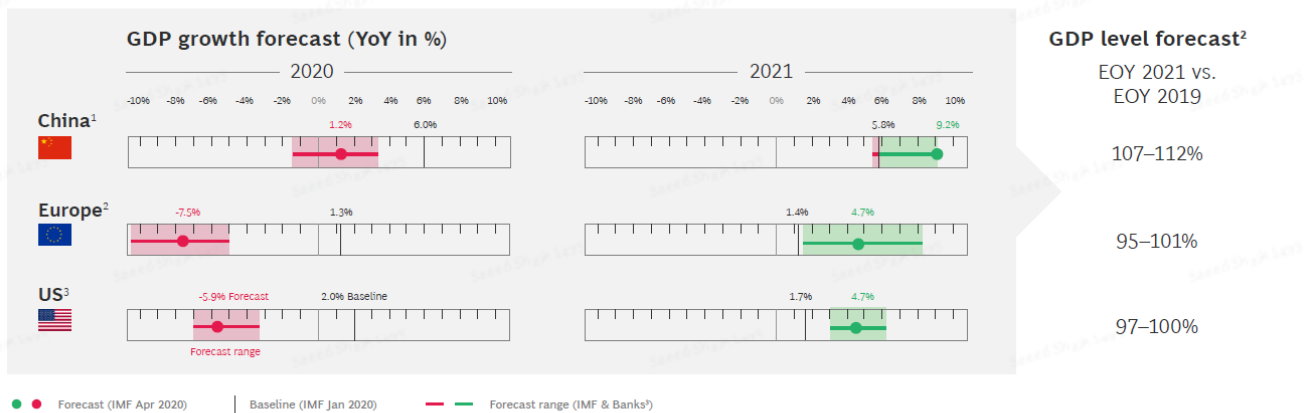 GDP growth forecast (YoY in %)
GDP level forecast²
2020
2021
EOY 2021 vs.
EOY 2019
-10% -8% -6% -4% -2% 0% 2% 4% 6% 8% 10%
-10% -8% -6% -4% -2% 0% 2% 4% 6% 8% 10%
China¹
1.2% 6.0%
5.8% 9.2%
107–112%
Europe²
-7.5% 1.3%
1.4% 4.7%
95–101%
US³
-5.9% Forecast 2.0% Baseline
1.7% 4.7%
97–100%
Forecast range
Forecast (IMF Apr 2020) Baseline (IMF Jan 2020) Forecast range (IMF & Banks³)